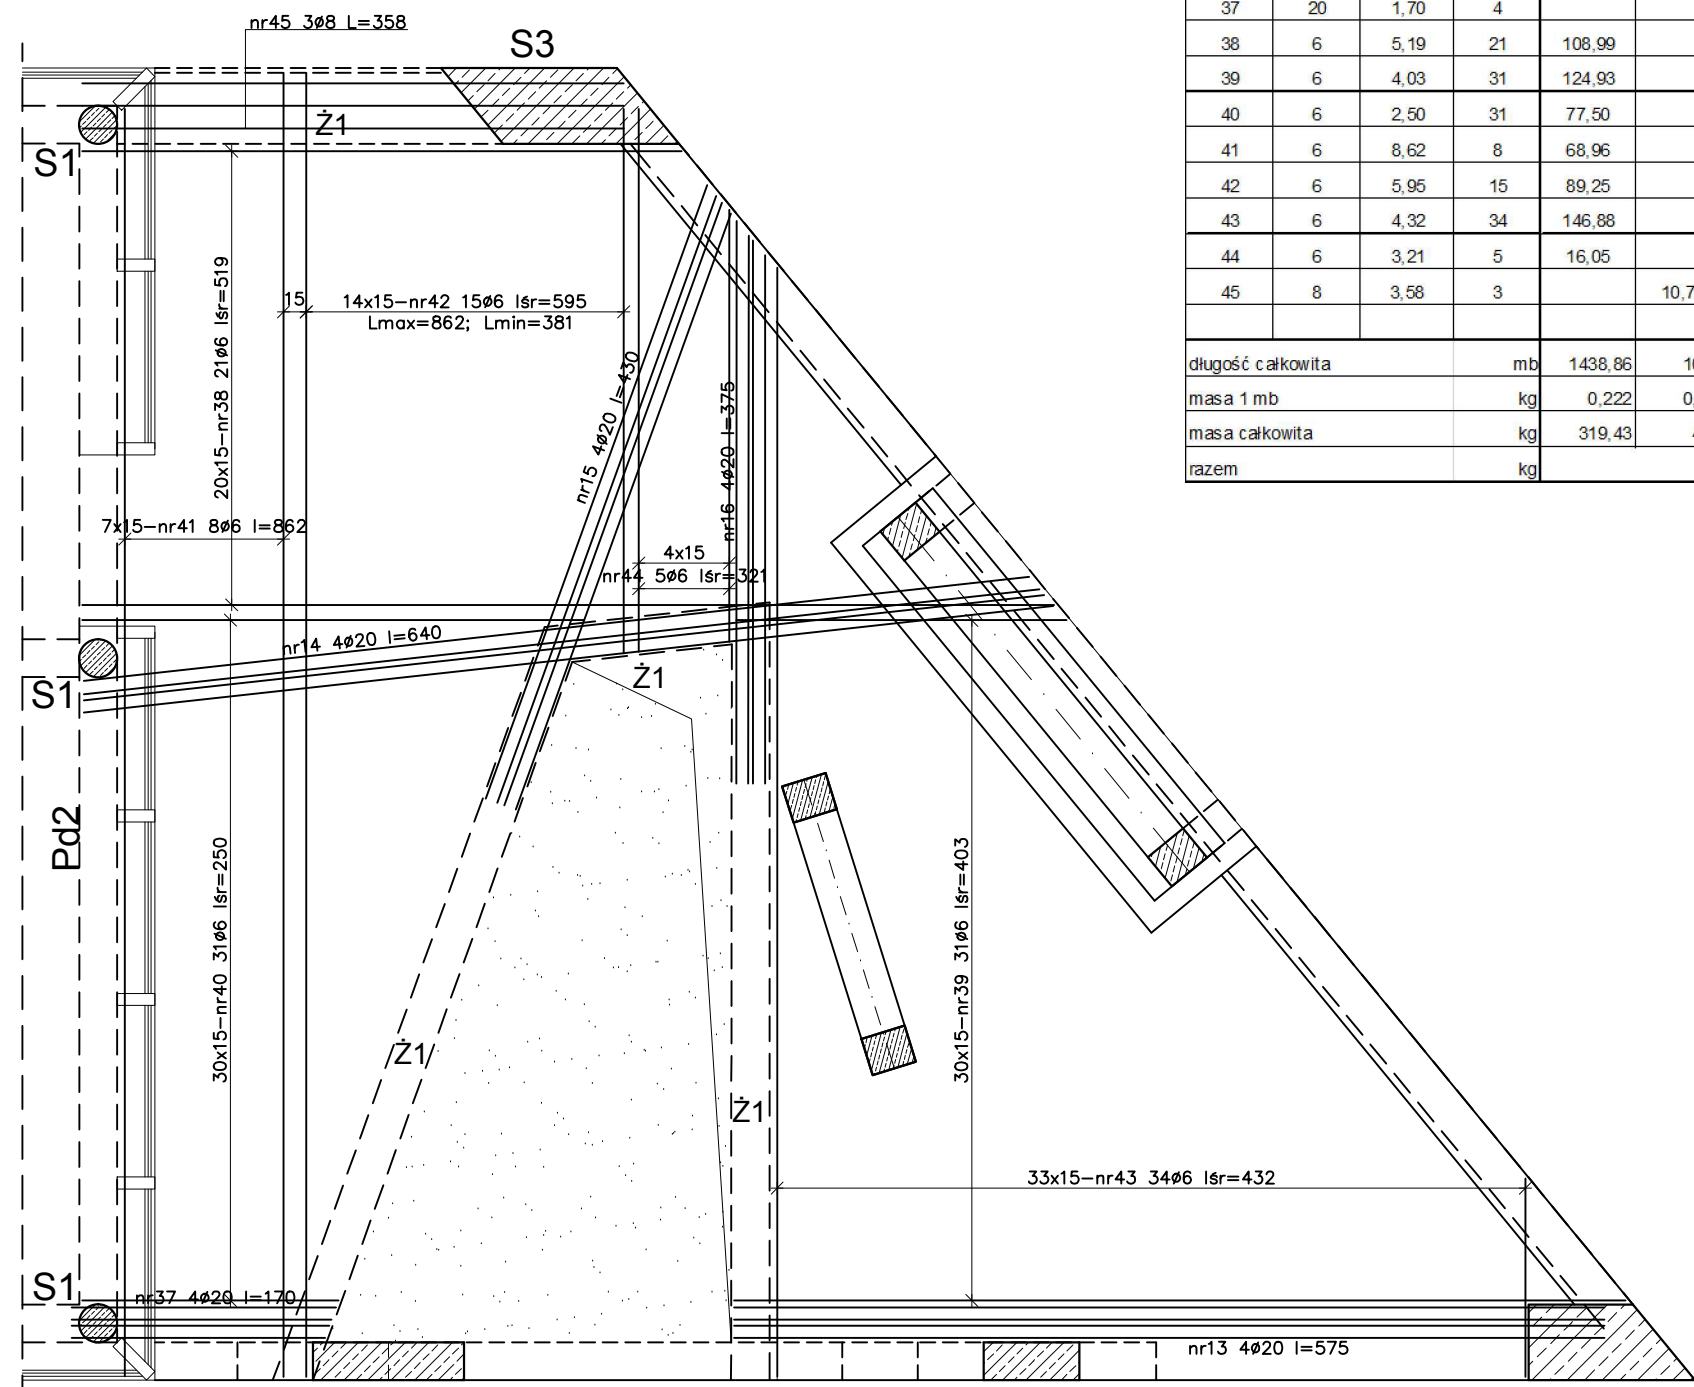 nr45 3ø8 L=358
S3
Ż1
S1
20x15-nr38 21ø6 lśr=519
15
14x15-nr42 15ø6 lśr=595
Lmax=862; Lmin=381
nr15 4ø20 l=430
nr16 4ø20 l=375
7x15-nr41 8ø6 l=862
4x15
nr44 5ø6 lśr=321
nr14 4ø20 l=640
Ż1
S1
Pd2
30x15-nr40 31ø6 lśr=250
30x15-nr39 31ø6 lśr=403
Ż1
Ż1
33x15-nr43 34ø6 lśr=432
S1
nr37 4ø20 l=170
nr13 4ø20 l=575
37 20 1,70 4
38 6 5,19 21 108,99
39 6 4,03 31 124,93
40 6 2,50 31 77,50
41 6 8,62 8 68,96
42 6 5,95 15 89,25
43 6 4,32 34 146,88
44 6 3,21 5 16,05
45 8 3,58 3 10,7
długość całkowita mb 1438,86
masa 1 mb kg 0,222
masa całkowita kg 319,43
razem kg